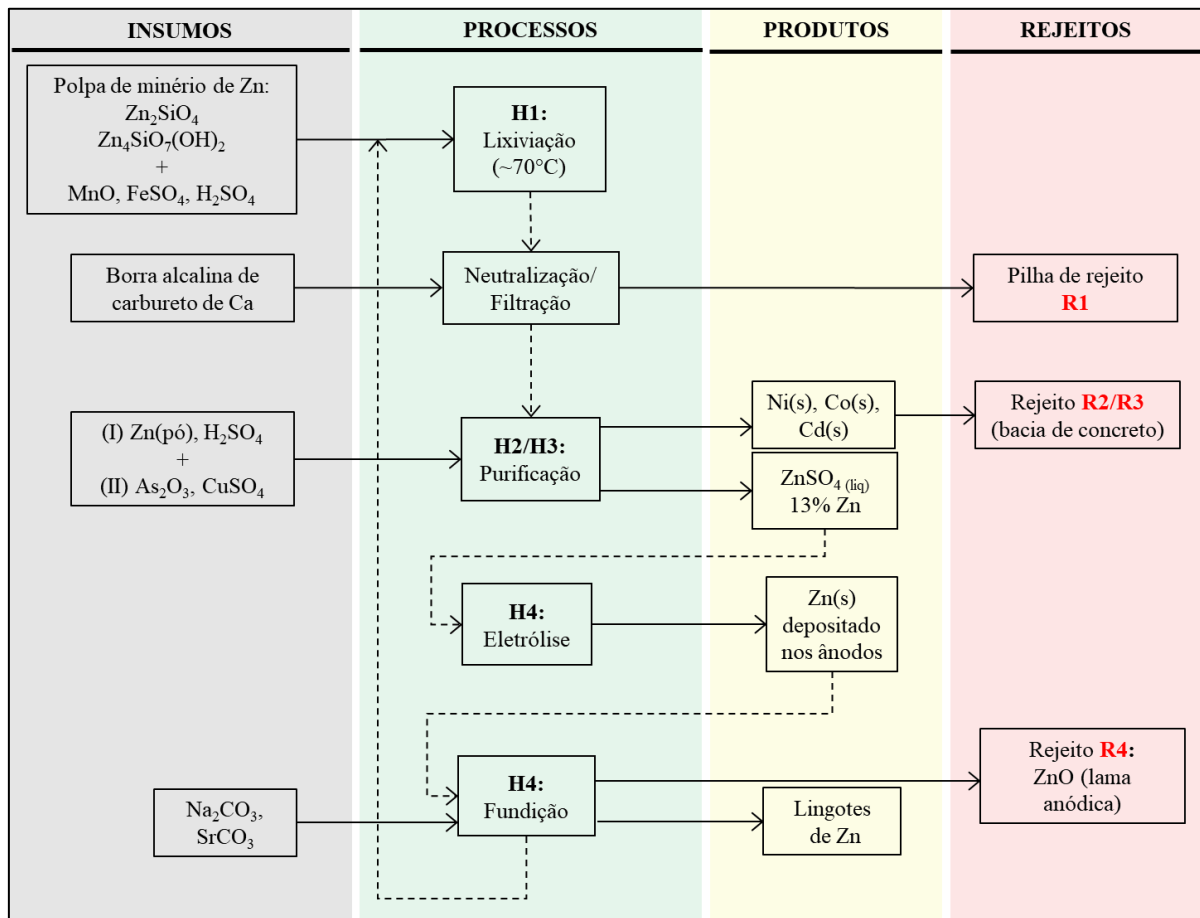 INSUMOS
PROCESSOS
PRODUTOS
REJEITOS
Polpa de minério de Zn:
Zn₂SiO₄
Zn₄SiO₇(OH)₂
+
MnO, FeSO₄, H₂SO₄
H1:
Lixiviação
(~70°C)
Borra alcalina de
carbureto de Ca
Neutralização/
Filtração
Pilha de rejeito
R1
(I) Zn(pó), H₂SO₄
+
(II) As₂O₃, CuSO₄
H2/H3:
Purificação
Ni(s), Co(s),
Cd(s)
Rejeito R2/R3
(bacia de concreto)
ZnSO₄ (liq)
13% Zn
H4:
Eletrólise
Zn(s)
depositado
nos ânodos
Na₂CO₃,
SrCO₃
H4:
Fundição
Lingotes
de Zn
Rejeito R4:
ZnO (lama
anódica)